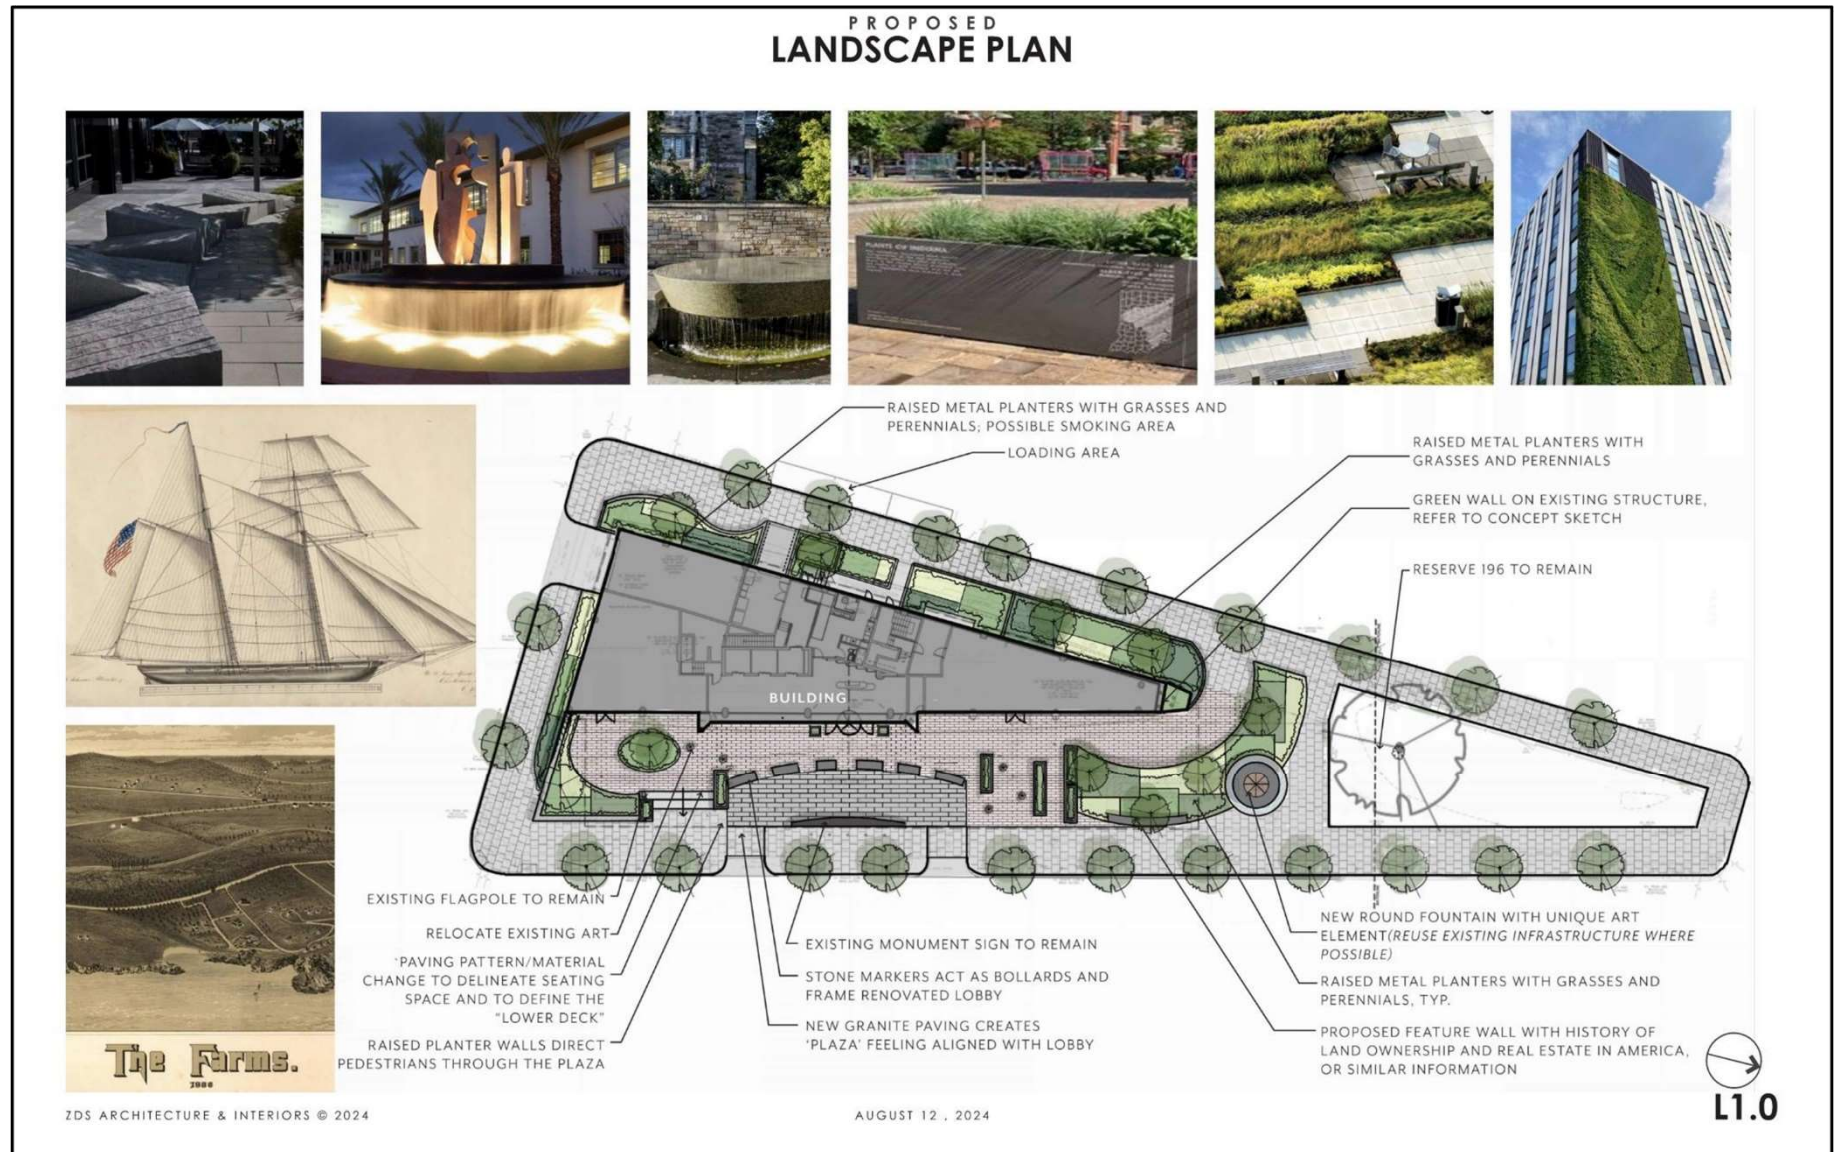 PROPOSED
LANDSCAPE PLAN
PLANTS OF INDIANA
RAISED METAL PLANTERS WITH GRASSES AND
PERENNIALS; POSSIBLE SMOKING AREA
LOADING AREA
RAISED METAL PLANTERS WITH
GRASSES AND PERENNIALS
GREEN WALL ON EXISTING STRUCTURE,
REFER TO CONCEPT SKETCH
RESERVE 196 TO REMAIN
BUILDING
EXISTING FLAGPOLE TO REMAIN
RELOCATE EXISTING ART
'PAVING PATTERN/MATERIAL
CHANGE TO DELINEATE SEATING
SPACE AND TO DEFINE THE
"LOWER DECK"
RAISED PLANTER WALLS DIRECT
PEDESTRIANS THROUGH THE PLAZA
EXISTING MONUMENT SIGN TO REMAIN
STONE MARKERS ACT AS BOLLARDS AND
FRAME RENOVATED LOBBY
NEW GRANITE PAVING CREATES
'PLAZA' FEELING ALIGNED WITH LOBBY
NEW ROUND FOUNTAIN WITH UNIQUE ART
ELEMENT(REUSE EXISTING INFRASTRUCTURE WHERE
POSSIBLE)
RAISED METAL PLANTERS WITH GRASSES AND
PERENNIALS, TYP.
PROPOSED FEATURE WALL WITH HISTORY OF
LAND OWNERSHIP AND REAL ESTATE IN AMERICA,
OR SIMILAR INFORMATION
The Farms.
ZDS ARCHITECTURE & INTERIORS © 2024
AUGUST 12 , 2024
L1.0